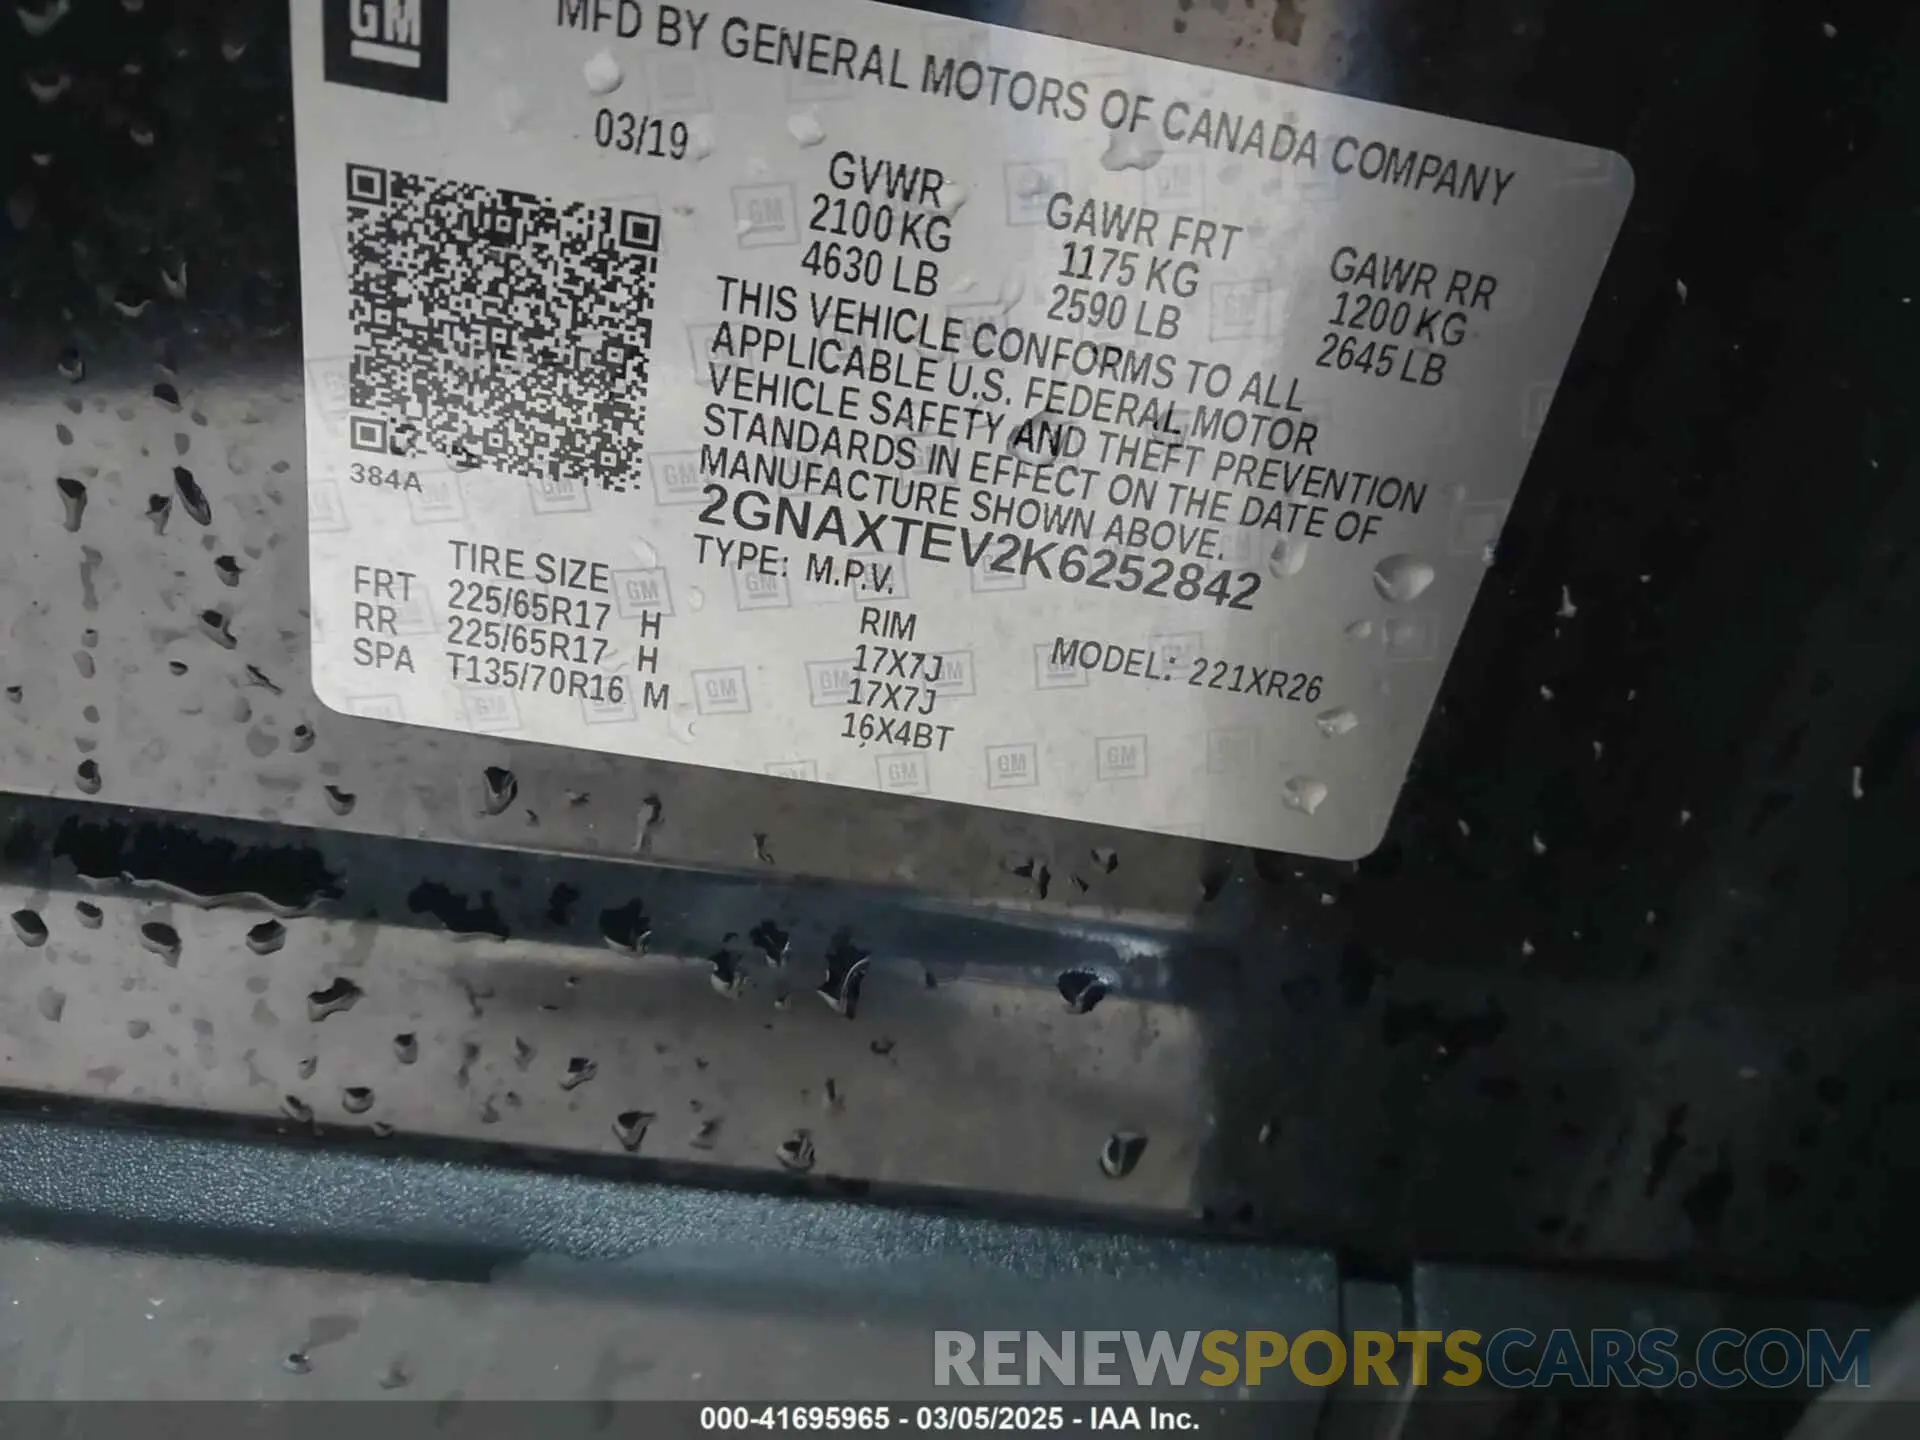 GM
MFD BY GENERAL MOTORS OF CANADA COMPANY
03/19
GVWR
2100 KG
4630 LB
GAWR FRT
1175 KG
2590 LB
GAWR RR
1200 KG
2645 LB
THIS VEHICLE CONFORMS TO ALL
APPLICABLE U.S. FEDERAL MOTOR
VEHICLE SAFETY AND THEFT PREVENTION
STANDARDS IN EFFECT ON THE DATE OF
MANUFACTURE SHOWN ABOVE.
2GNAXTEV2K6252842
TYPE: M.P.V.
384A
TIRE SIZE
FRT 225/65R17 H
RR 225/65R17 H
SPA T135/70R16 M
RIM
17X7J
17X7J
16X4BT
MODEL: 221XR26
RENEWSPORTSCARS.COM
000-41695965 - 03/05/2025 - IAA Inc.